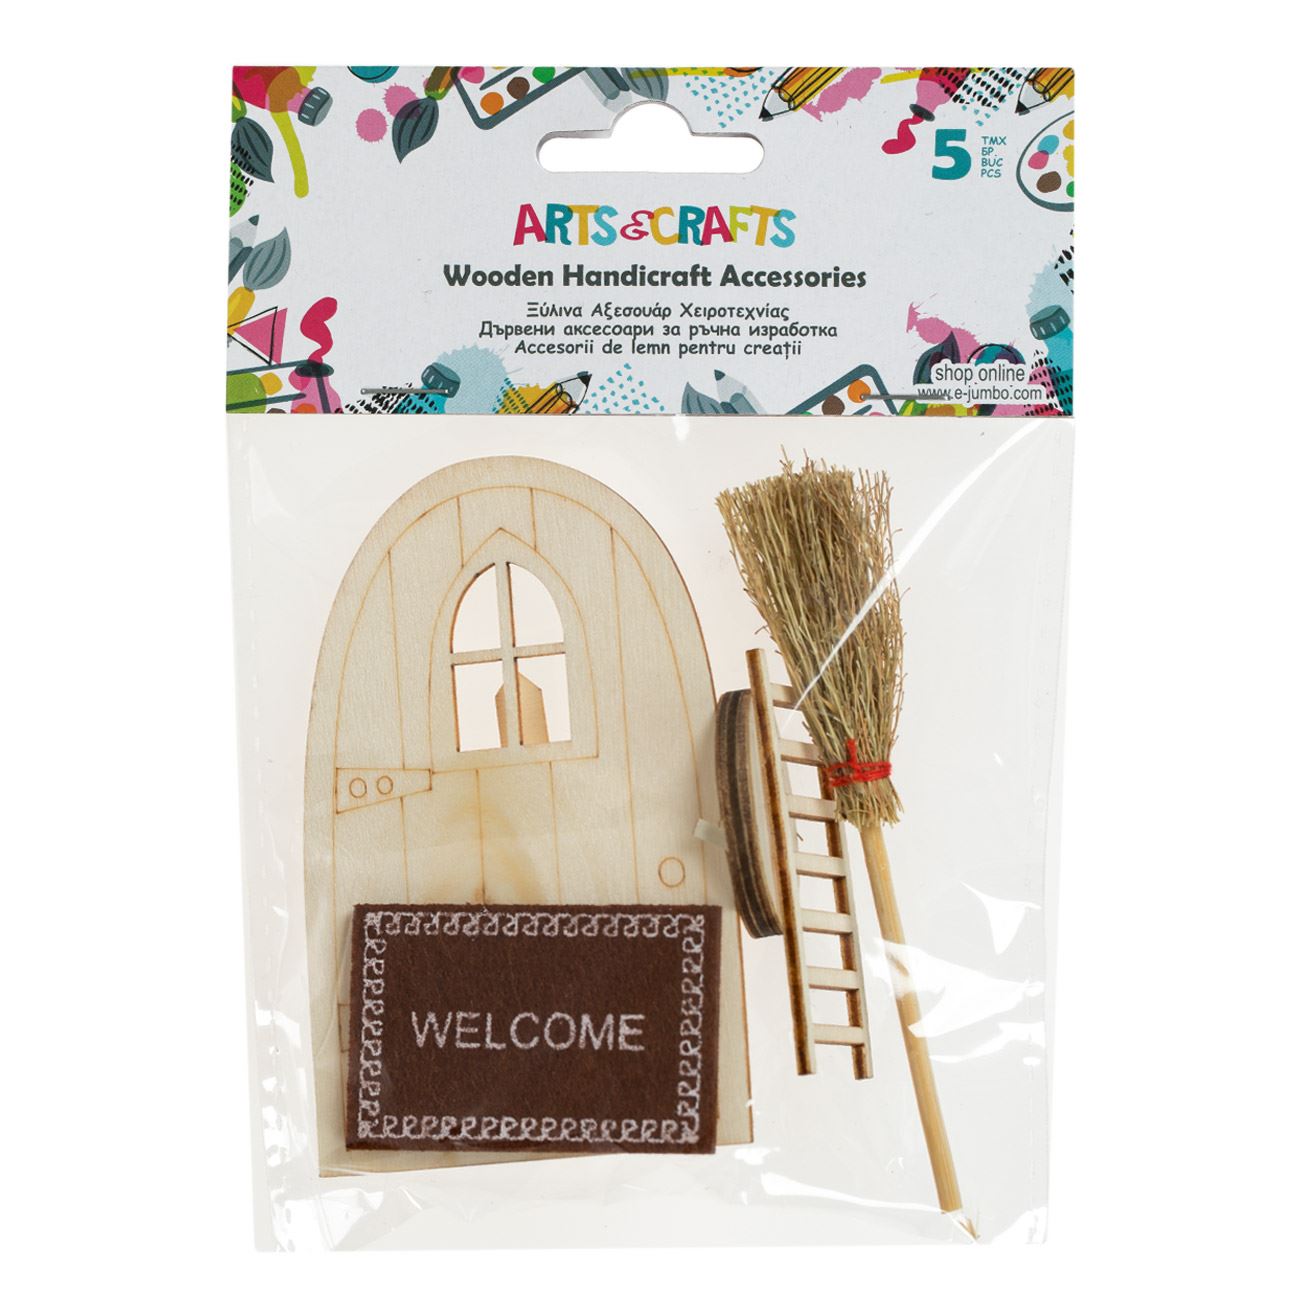 5 ΤΜΧ
БР.
BUC
PCS
ARTS&CRAFTS
Wooden Handicraft Accessories
Ξύλινα Αξεσουάρ Χειροτεχνίας
Дървени аксесоари за ръчна изработка
Accesorii de lemn pentru creații
shop online
www.e-jumbo.com
WELCOME